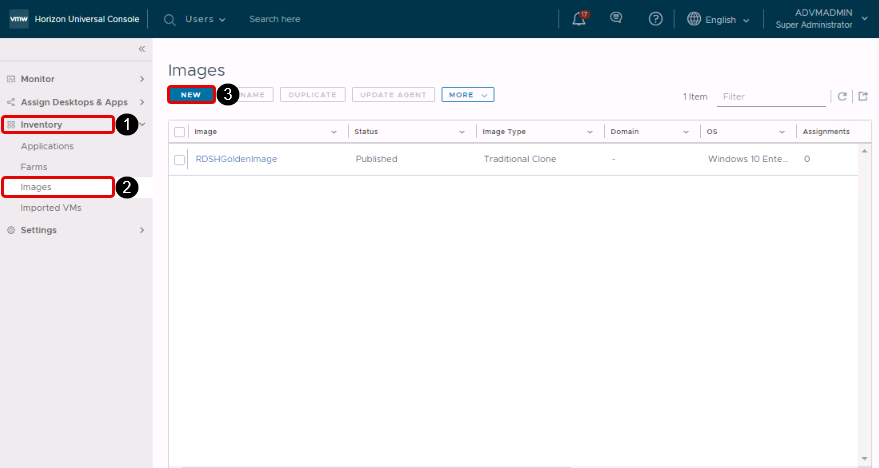 vmw Horizon Universal Console Users Search here 17 English ADVMADMIN
Super Administrator
«
Monitor
Assign Desktops & Apps
Inventory 1
Applications
Farms
Images 2
Imported VMs
Settings
Images
NEW 3 NAME DUPLICATE UPDATE AGENT MORE 1 Item Filter
Image Status Image Type Domain OS Assignments
RDSHGoldenImage Published Traditional Clone - Windows 10 Ente... 0